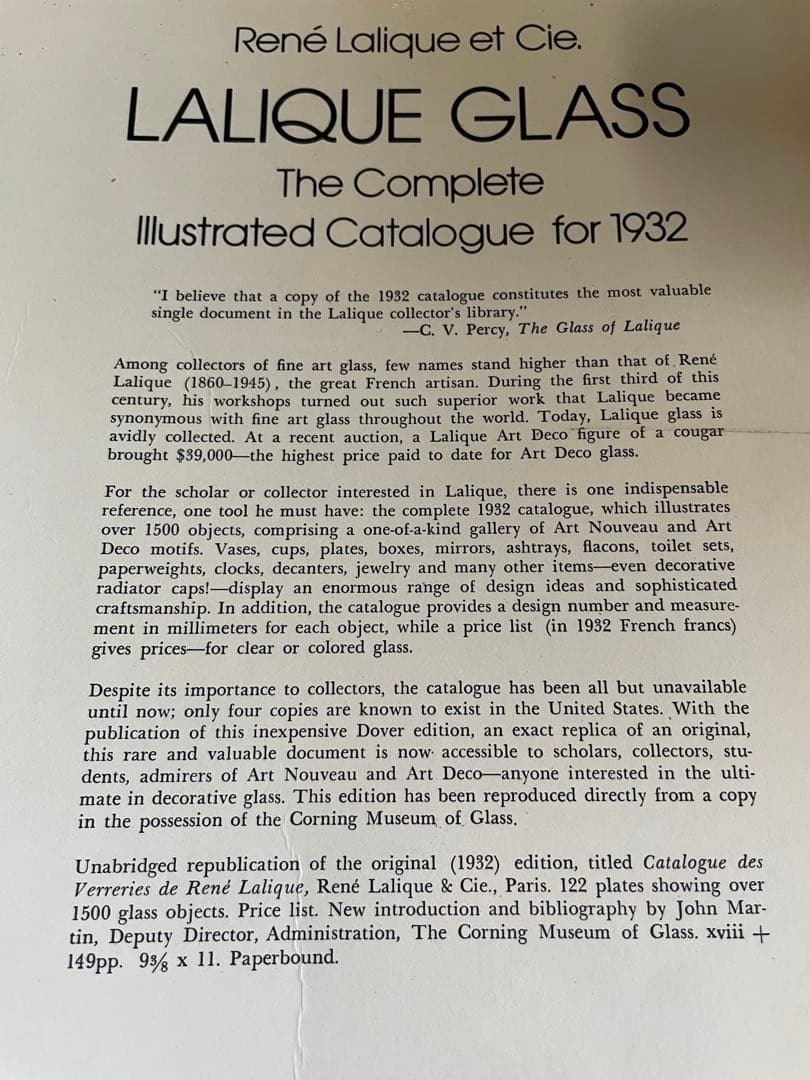 René Lalique et Cie.
LALIQUE GLASS
The Complete
Illustrated Catalogue for 1932
"I believe that a copy of the 1932 catalogue constitutes the most valuable
single document in the Lalique collector's library."
—C. V. Percy, The Glass of Lalique
Among collectors of fine art glass, few names stand higher than that of René
Lalique (1860–1945), the great French artisan. During the first third of this
century, his workshops turned out such superior work that Lalique became
synonymous with fine art glass throughout the world. Today, Lalique glass is
avidly collected. At a recent auction, a Lalique Art Deco figure of a cougar
brought $39,000—the highest price paid to date for Art Deco glass.
For the scholar or collector interested in Lalique, there is one indispensable
reference, one tool he must have: the complete 1932 catalogue, which illustrates
over 1500 objects, comprising a one-of-a-kind gallery of Art Nouveau and Art
Deco motifs. Vases, cups, plates, boxes, mirrors, ashtrays, flacons, toilet sets,
paperweights, clocks, decanters, jewelry and many other items—even decorative
radiator caps!—display an enormous range of design ideas and sophisticated
craftsmanship. In addition, the catalogue provides a design number and measure-
ment in millimeters for each object, while a price list (in 1932 French francs)
gives prices—for clear or colored glass.
Despite its importance to collectors, the catalogue has been all but unavailable
until now; only four copies are known to exist in the United States. With the
publication of this inexpensive Dover edition, an exact replica of an original,
this rare and valuable document is now accessible to scholars, collectors, stu-
dents, admirers of Art Nouveau and Art Deco—anyone interested in the ulti-
mate in decorative glass. This edition has been reproduced directly from a copy
in the possession of the Corning Museum of Glass.
Unabridged republication of the original (1932) edition, titled Catalogue des
Verreries de René Lalique, René Lalique & Cie., Paris. 122 plates showing over
1500 glass objects. Price list. New introduction and bibliography by John Mar-
tin, Deputy Director, Administration, The Corning Museum of Glass. xviii +
149pp. 9⅜ x 11. Paperbound.